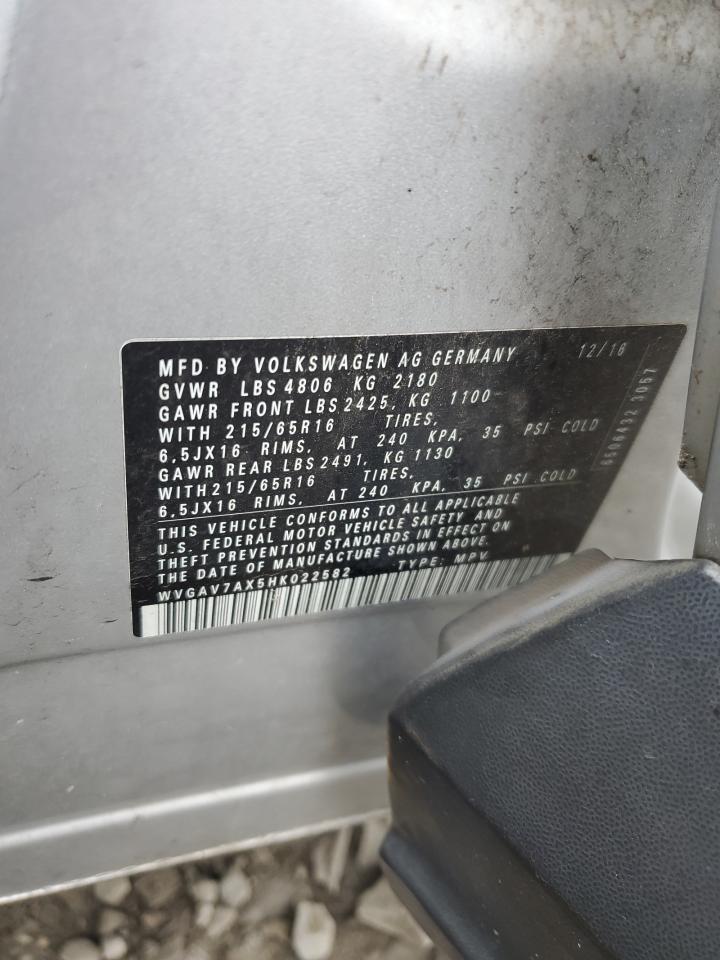 MFD BY VOLKSWAGEN AG GERMANY 12/16
GVWR LBS 4806 KG 2180
GAWR FRONT LBS 2425, KG 1100
WITH 215/65R16 TIRES,
6,5JX16 RIMS, AT 240 KPA, 35 PSI COLD
GAWR REAR LBS 2491, KG 1130
WITH 215/65R16 TIRES,
6,5JX16 RIMS, AT 240 KPA, 35 PSI COLD
THIS VEHICLE CONFORMS TO ALL APPLICABLE
U.S. FEDERAL MOTOR VEHICLE SAFETY AND
THEFT PREVENTION STANDARDS IN EFFECT ON
THE DATE OF MANUFACTURE SHOWN ABOVE.
WVGAV7AX5HK022582 TYPE: MPV